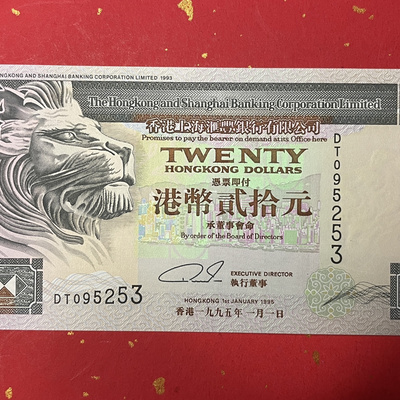 HONGKONG AND SHANGHAI BANKING CORPORATION LIMITED 1993
The Hongkong and Shanghai Banking Corporation Limited
香港上海滙豐銀行有限公司
Promises to pay the bearer on demand at its Office here
TWENTY
HONGKONG DOLLARS
憑票即付
港幣貳拾元
承董事會命
By order of the Board of Directors
EXECUTIVE DIRECTOR
執行董事
DT095253
HONGKONG 1ST JANUARY 1995
香港一九九五年一月一日
DT095253